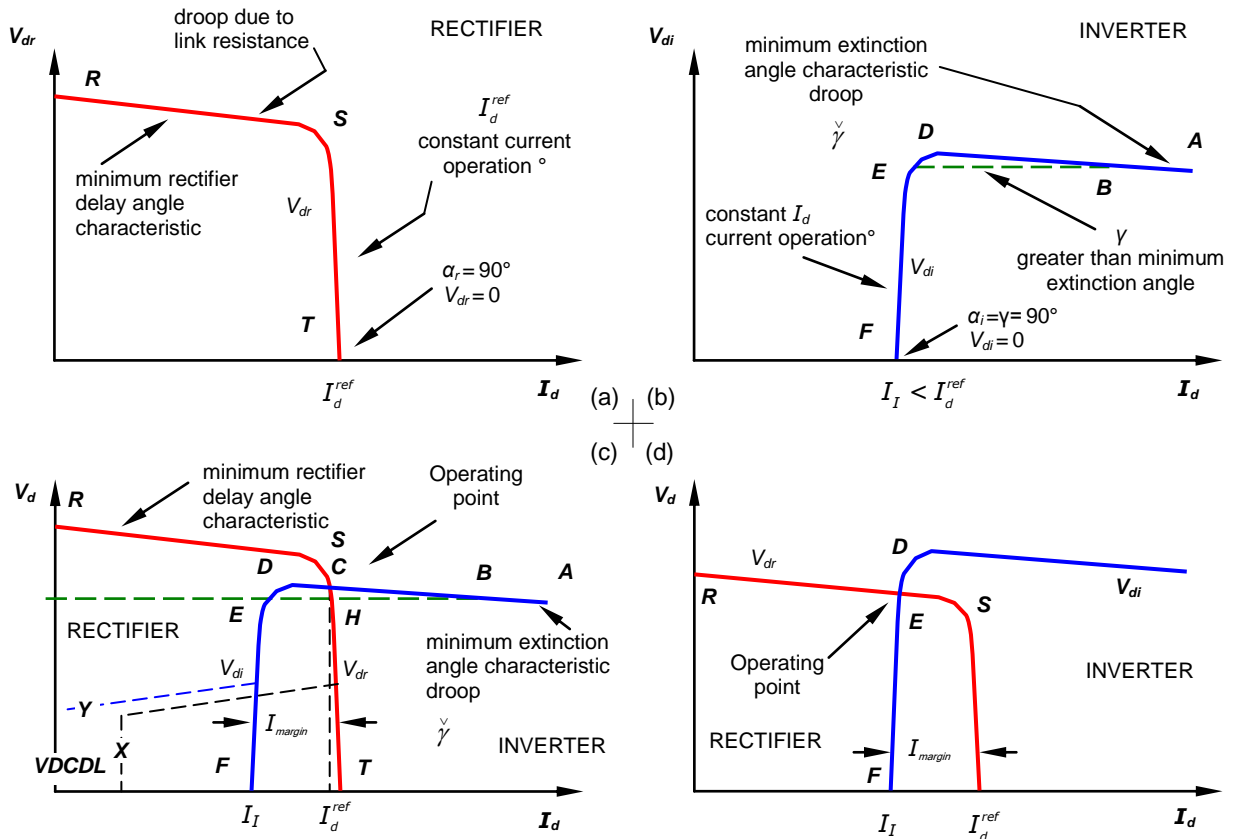 droop due to
link resistance
RECTIFIER
V_dr
R
S
I_d^ref
constant current
operation °
minimum rectifier
delay angle
characteristic
V_dr
α_r = 90°
V_dr = 0
T
I_d^ref
I_d
(a)
V_di
minimum extinction
angle characteristic
droop
γ̌
INVERTER
D
A
E
B
constant I_d
current operation°
γ
greater than minimum
extinction angle
V_di
F
α_i=γ= 90°
V_di = 0
I_I < I_d^ref
I_d
(b)
(c)
V_d
R
minimum rectifier
delay angle
characteristic
Operating
point
S
D
C
B
A
E
H
RECTIFIER
minimum extinction
angle characteristic
droop
γ̌
V_di
V_dr
Y
X
I_margin
INVERTER
VDCDL
F
T
I_I
I_d^ref
I_d
(d)
V_d
D
V_dr
V_di
R
E
S
Operating
point
INVERTER
RECTIFIER
I_margin
F
I_I
I_d^ref
I_d